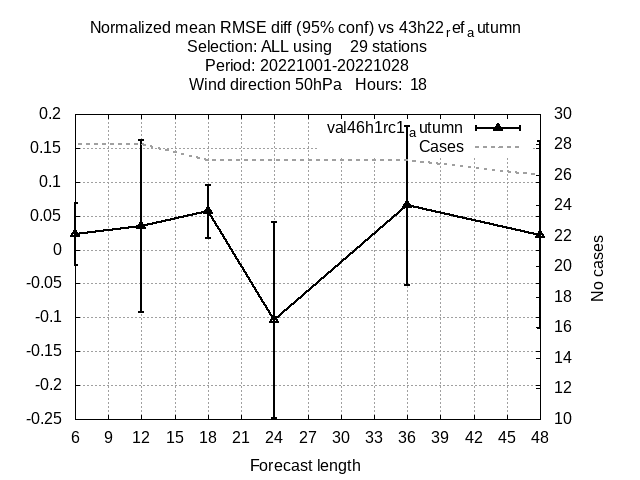 Normalized mean RMSE diff (95% conf) vs 43h22refautumn
Selection: ALL using 29 stations
Period: 20221001-20221028
Wind direction 50hPa Hours: 18
0.2
0.15
0.1
0.05
0
-0.05
-0.1
-0.15
-0.2
-0.25
val46h1rc1autumn
Cases
30
28
26
24
22
20
18
16
14
12
10
No cases
6 9 12 15 18 21 24 27 30 33 36 39 42 45 48
Forecast length